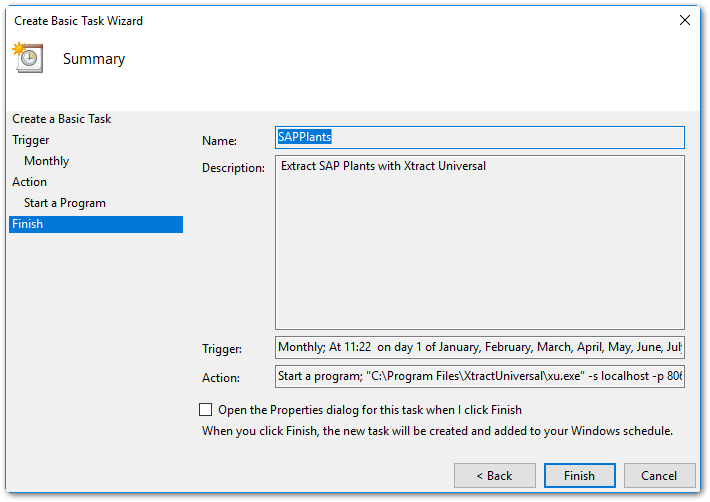 Create Basic Task Wizard
Summary
Create a Basic Task
Trigger
Monthly
Action
Start a Program
Finish
Name: SAPPlants
Description: Extract SAP Plants with Xtract Universal
Trigger: Monthly; At 11:22 on day 1 of January, February, March, April, May, June, July
Action: Start a program; "C:\Program Files\XtractUniversal\xu.exe" -s localhost -p 806
Open the Properties dialog for this task when I click Finish
When you click Finish, the new task will be created and added to your Windows schedule.
< Back Finish Cancel